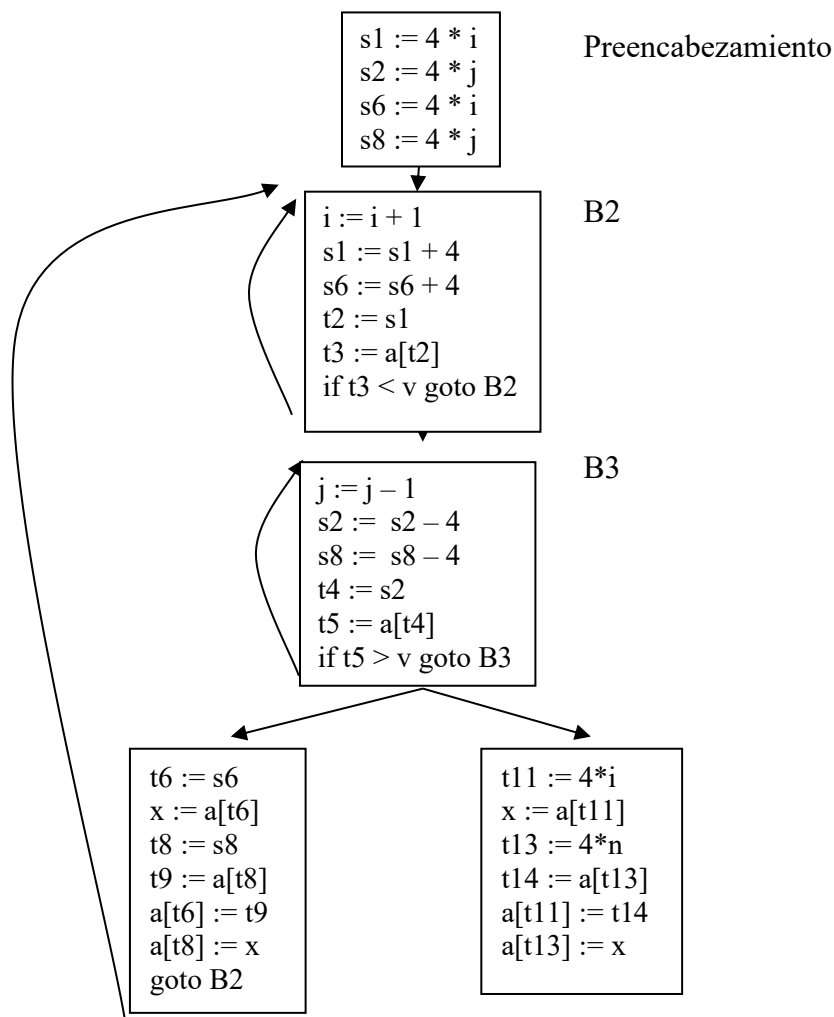 s1 := 4 * i
s2 := 4 * j
s6 := 4 * i
s8 := 4 * j
Preencabezamiento
i := i + 1
s1 := s1 + 4
s6 := s6 + 4
t2 := s1
t3 := a[t2]
if t3 < v goto B2
B2
j := j – 1
s2 := s2 – 4
s8 := s8 – 4
t4 := s2
t5 := a[t4]
if t5 > v goto B3
B3
t6 := s6
x := a[t6]
t8 := s8
t9 := a[t8]
a[t6] := t9
a[t8] := x
goto B2
t11 := 4*i
x := a[t11]
t13 := 4*n
t14 := a[t13]
a[t11] := t14
a[t13] := x